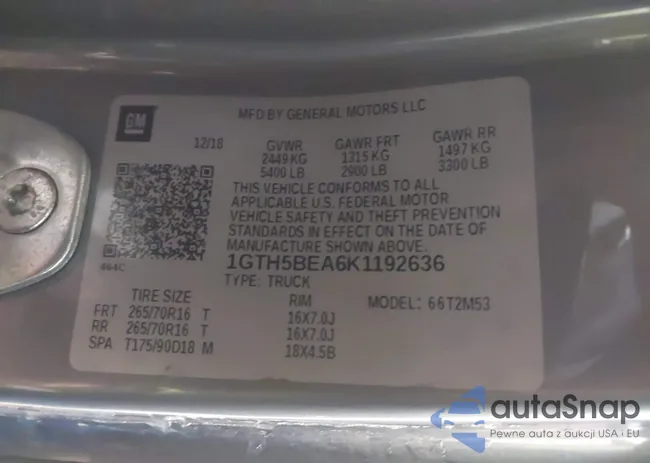 GM
MFD BY GENERAL MOTORS LLC
12/18 GVWR GAWR FRT GAWR RR
2449 KG 1315 KG 1497 KG
5400 LB 2900 LB 3300 LB
THIS VEHICLE CONFORMS TO ALL
APPLICABLE U.S. FEDERAL MOTOR
VEHICLE SAFETY AND THEFT PREVENTION
STANDARDS IN EFFECT ON THE DATE OF
MANUFACTURE SHOWN ABOVE.
464C
1GTH5BEA6K1192636
TYPE: TRUCK
TIRE SIZE RIM MODEL: 66T2M53
FRT 265/70R16 T 16X7.0J
RR 265/70R16 T 16X7.0J
SPA T175/90D18 M 18X4.5B
autaSnap
Pewne auta z aukcji USA i EU